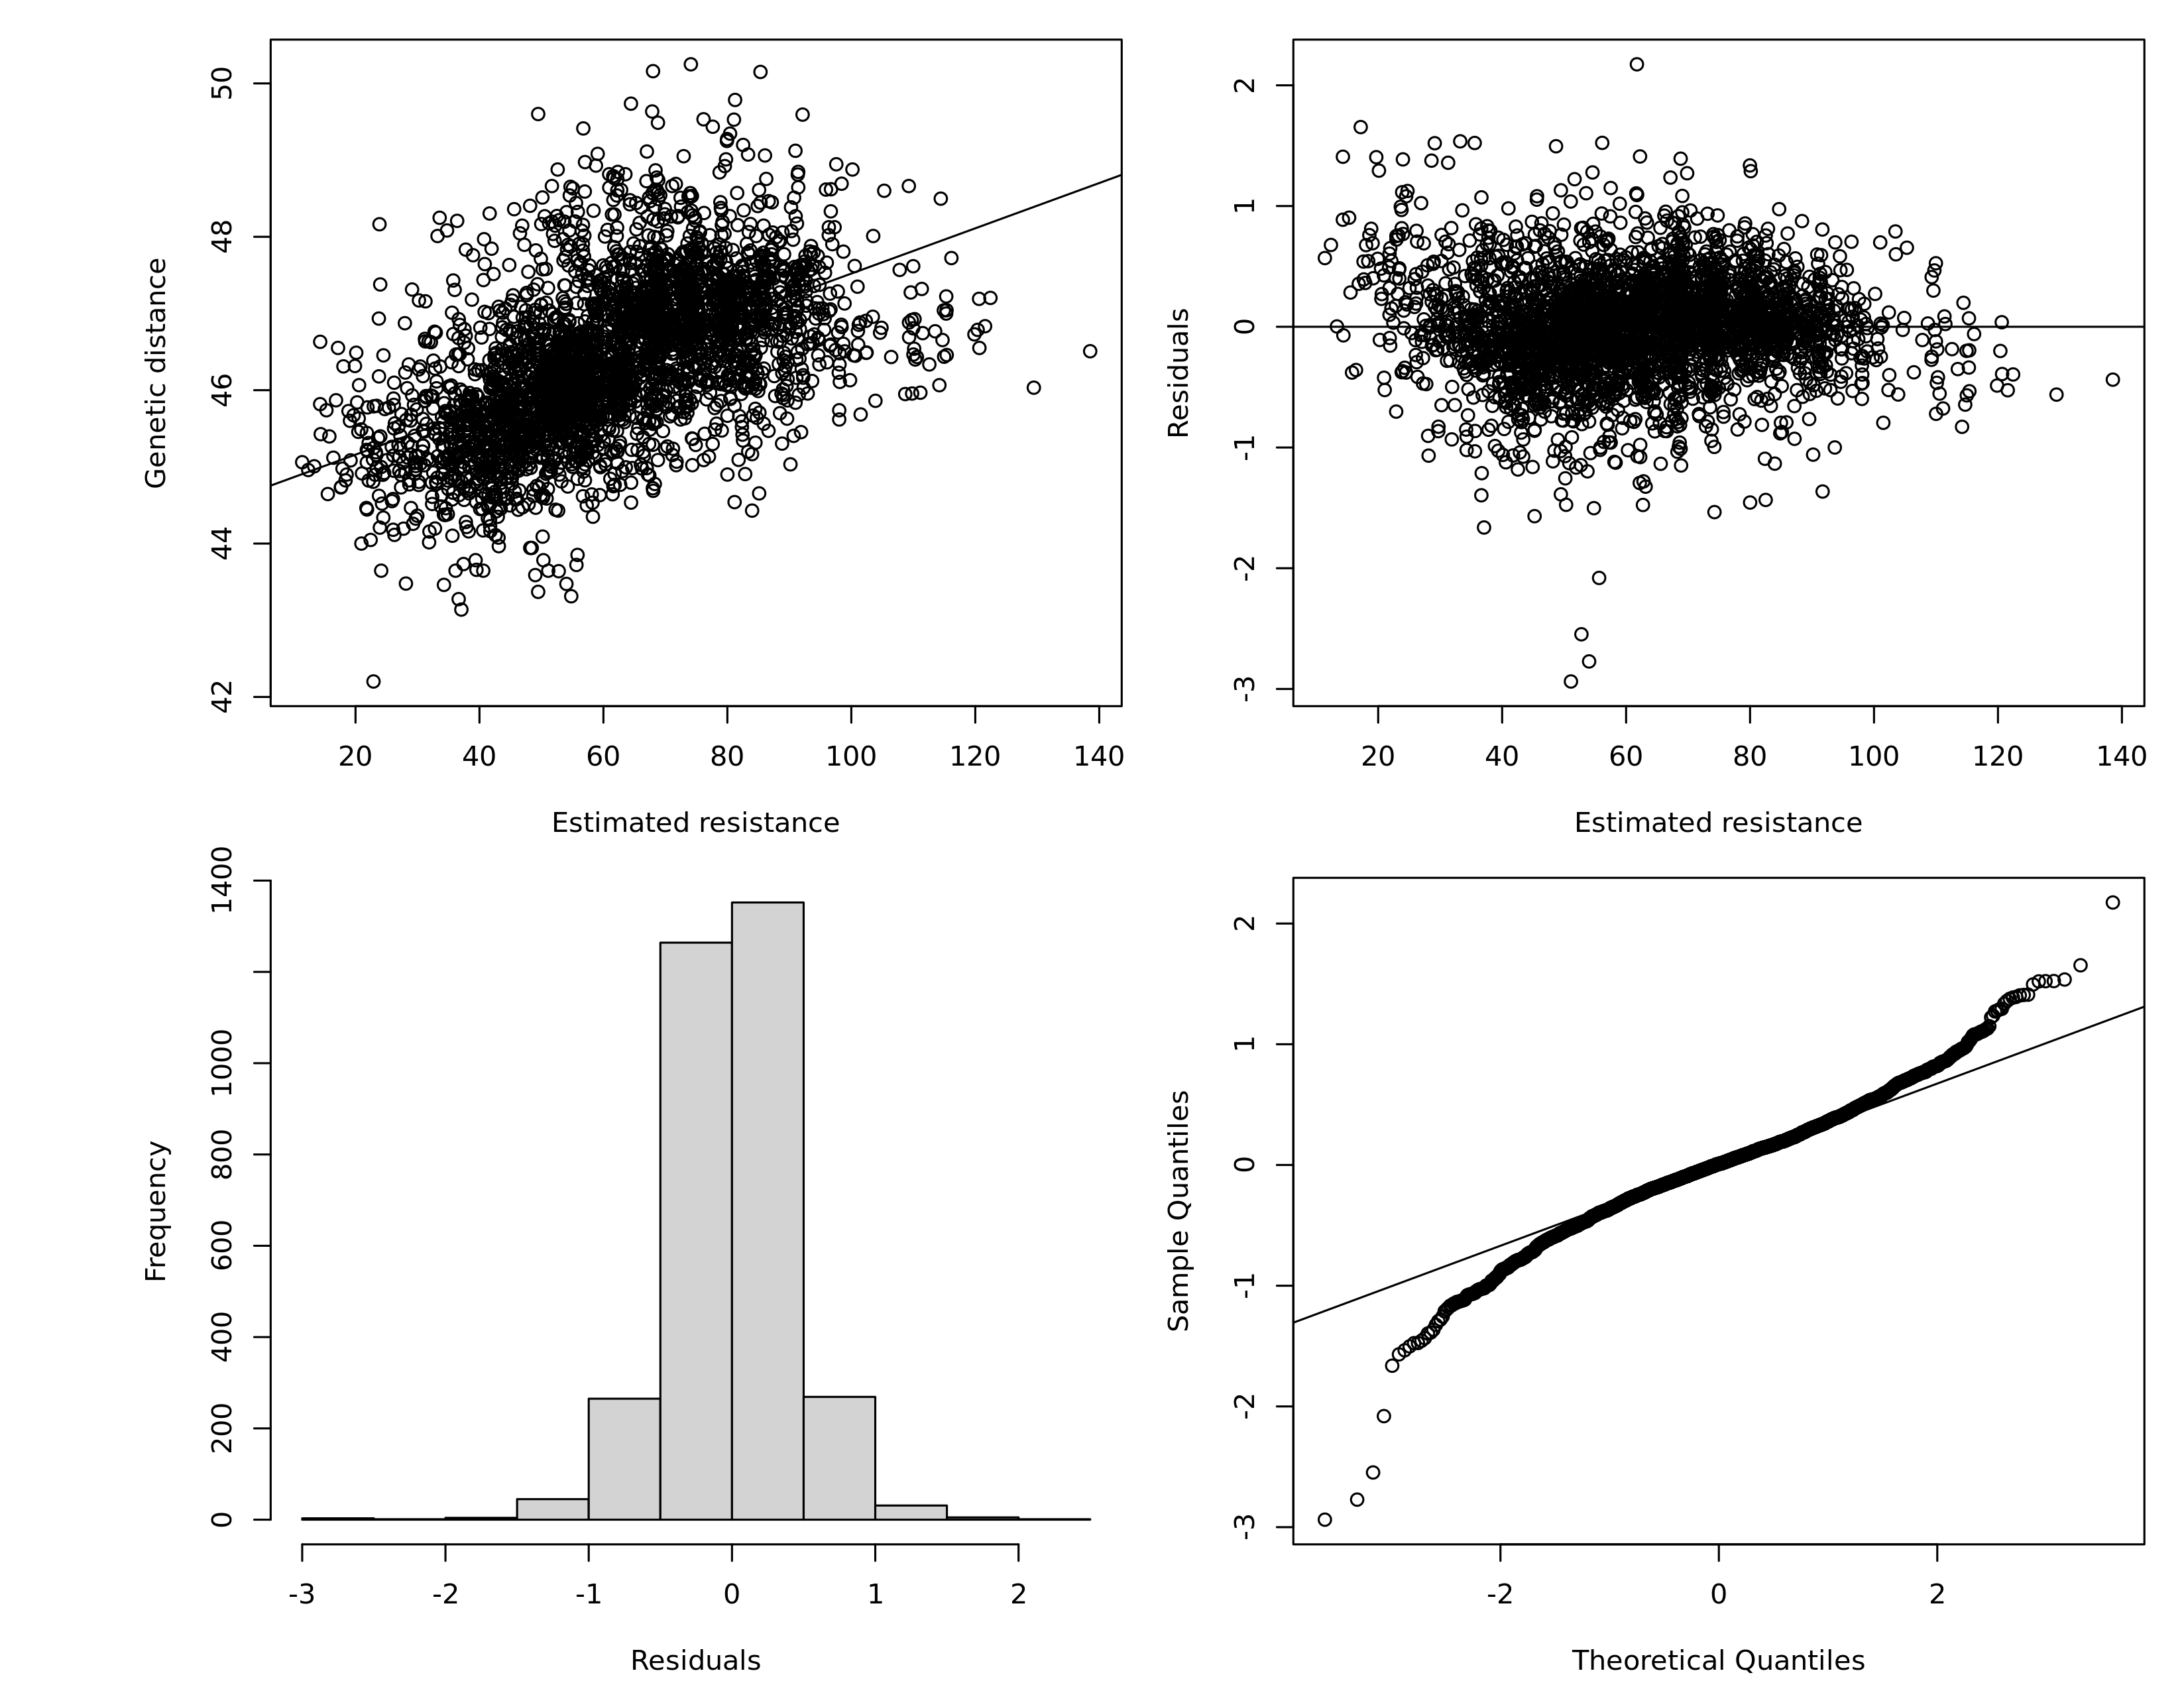 50
48
46
44
42
Genetic distance
20 40 60 80 100 120 140
Estimated resistance
2
1
0
-1
-2
-3
Residuals
20 40 60 80 100 120 140
Estimated resistance
1400
1000
800
600
400
200
0
Frequency
-3 -2 -1 0 1 2
Residuals
2
1
0
-1
-2
-3
Sample Quantiles
-2 0 2
Theoretical Quantiles